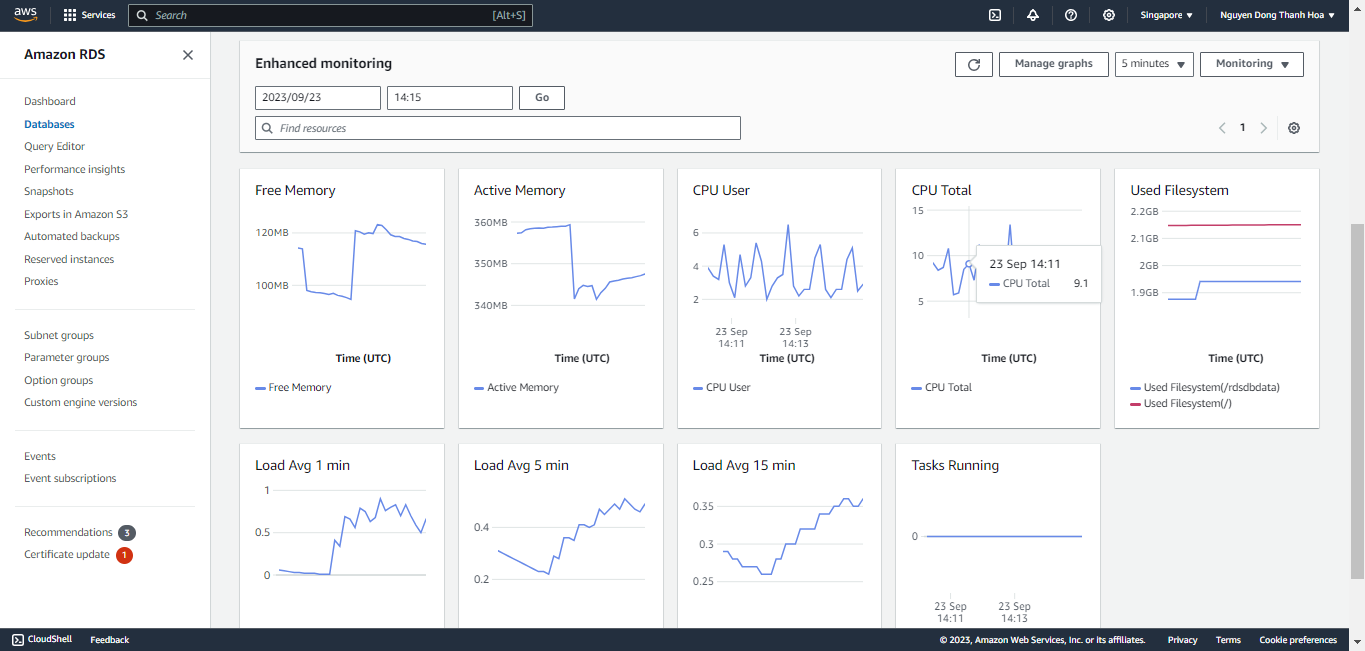 aws Services Search [Alt+S] Singapore Nguyen Dong Thanh Hoa
Amazon RDS
Dashboard
Databases
Query Editor
Performance insights
Snapshots
Exports in Amazon S3
Automated backups
Reserved instances
Proxies
Subnet groups
Parameter groups
Option groups
Custom engine versions
Events
Event subscriptions
Recommendations 3
Certificate update 1
Enhanced monitoring Manage graphs 5 minutes Monitoring
2023/09/23 14:15 Go
Find resources 1
Free Memory
120MB
100MB
Time (UTC)
Free Memory
Active Memory
360MB
350MB
340MB
Time (UTC)
Active Memory
CPU User
6
4
2
23 Sep 23 Sep
14:11 14:13
Time (UTC)
CPU User
CPU Total
15
10
5
23 Sep 14:11
CPU Total 9.1
Time (UTC)
CPU Total
Used Filesystem
2.2GB
2.1GB
2GB
1.9GB
Time (UTC)
Used Filesystem(/rdsdbdata)
Used Filesystem(/)
Load Avg 1 min
1
0.5
0
Load Avg 5 min
0.4
0.2
Load Avg 15 min
0.35
0.3
0.25
Tasks Running
0
23 Sep 23 Sep
14:11 14:13
CloudShell Feedback © 2023, Amazon Web Services, Inc. or its affiliates. Privacy Terms Cookie preferences